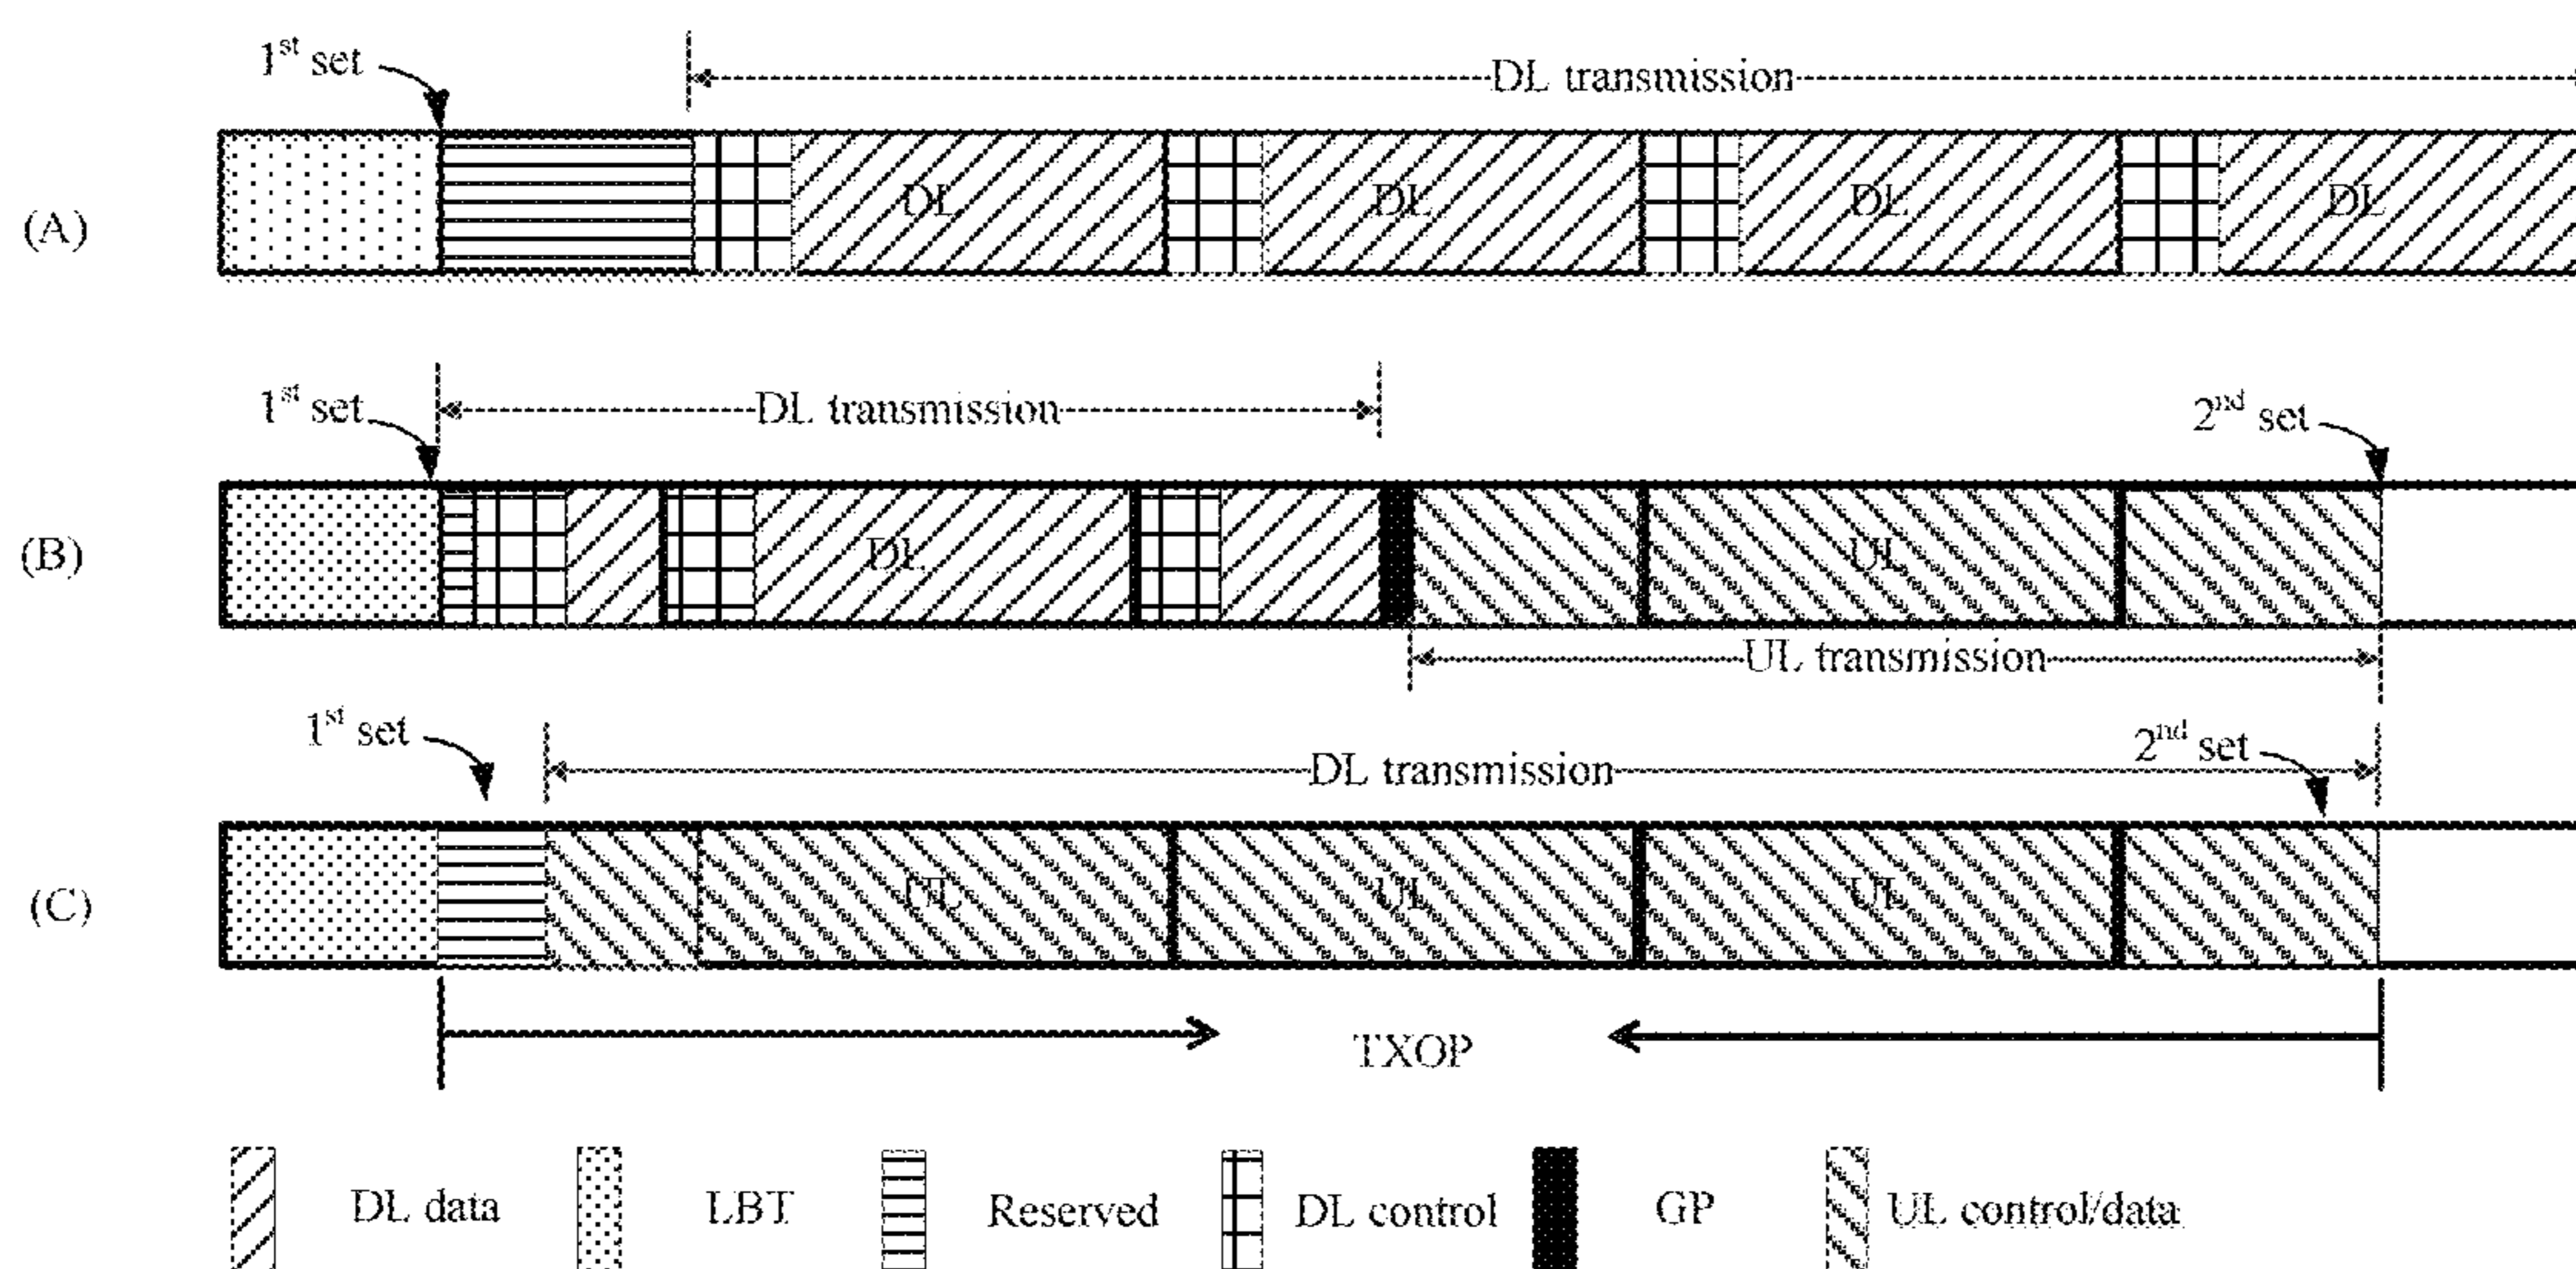 1st set
DL transmission
(A)
DL
DL
DL
DL
1st set
DL transmission
2nd set
(B)
DL
UL
UL transmission
1st set
DL transmission
2nd set
(C)
UL
UL
TXOP
DL data
LBT
Reserved
DL control
GP
UL control/data